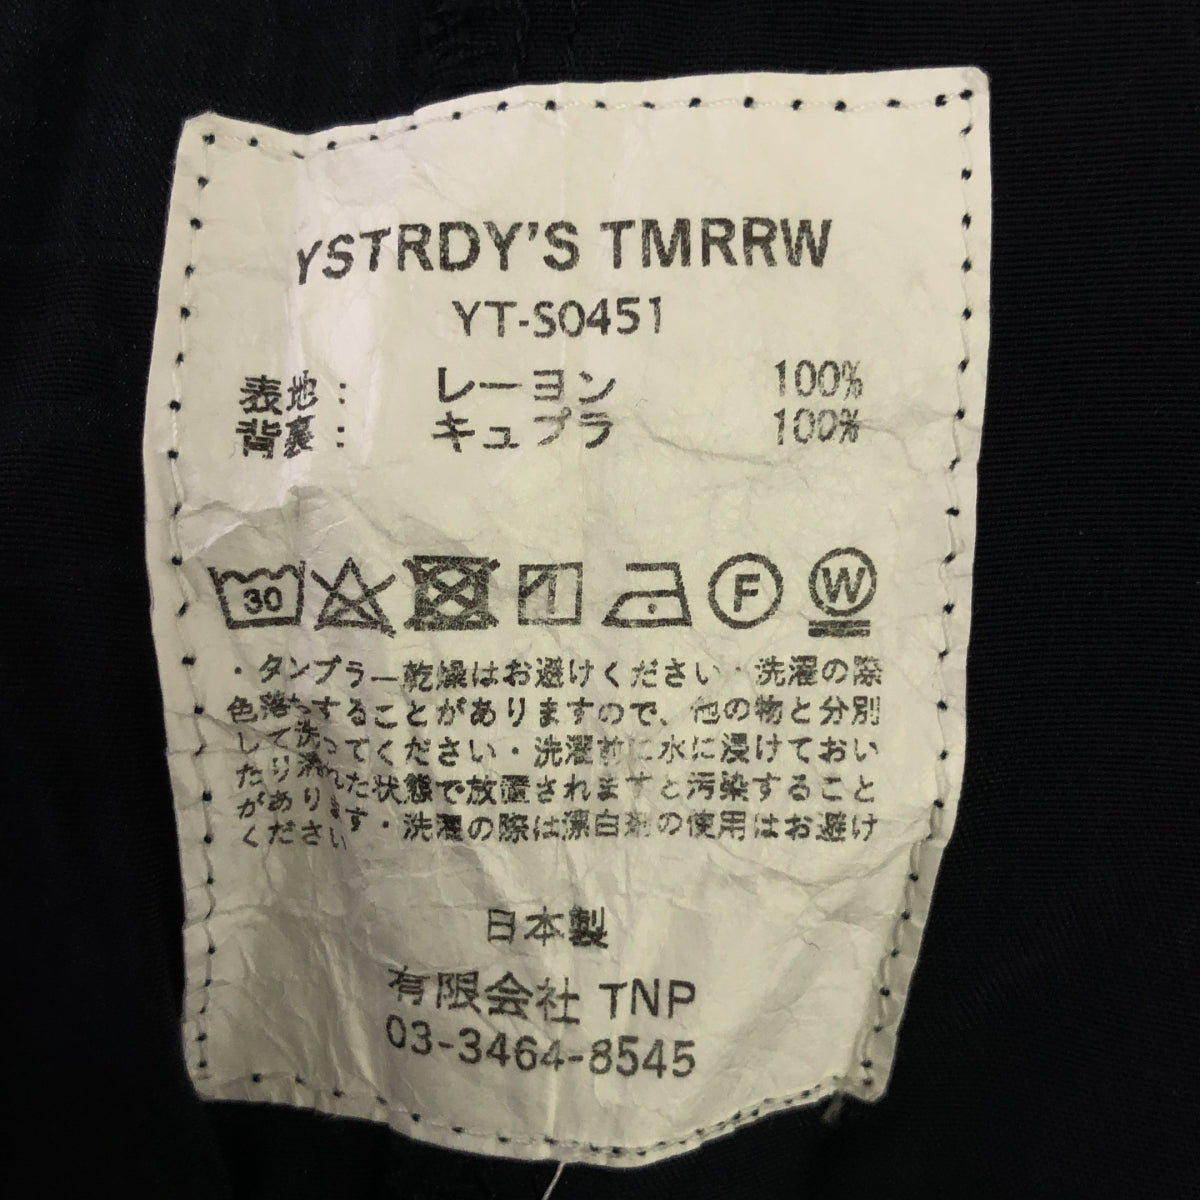 YSTRDY'S TMRRW
YT-S0451
表地： レーヨン 100%
背裏： キュプラ 100%
30 F W
・タンブラー乾燥はお避けください・洗濯の際
色落ちすることがありますので、他の物と分別
して洗ってください・洗濯前に水に浸けておい
たり濡れた状態で放置されますと汚染すること
があります・洗濯の際は漂白剤の使用はお避け
ください
日本製
有限会社 TNP
03-3464-8545